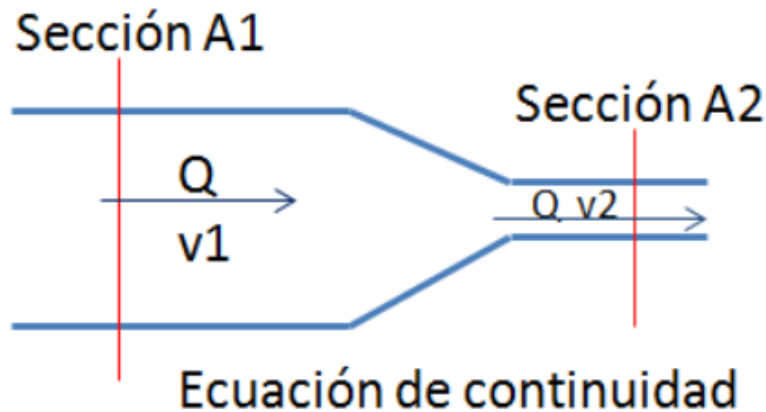 Sección A1
Sección A2
Q
Q v2
v1
Ecuación de continuidad